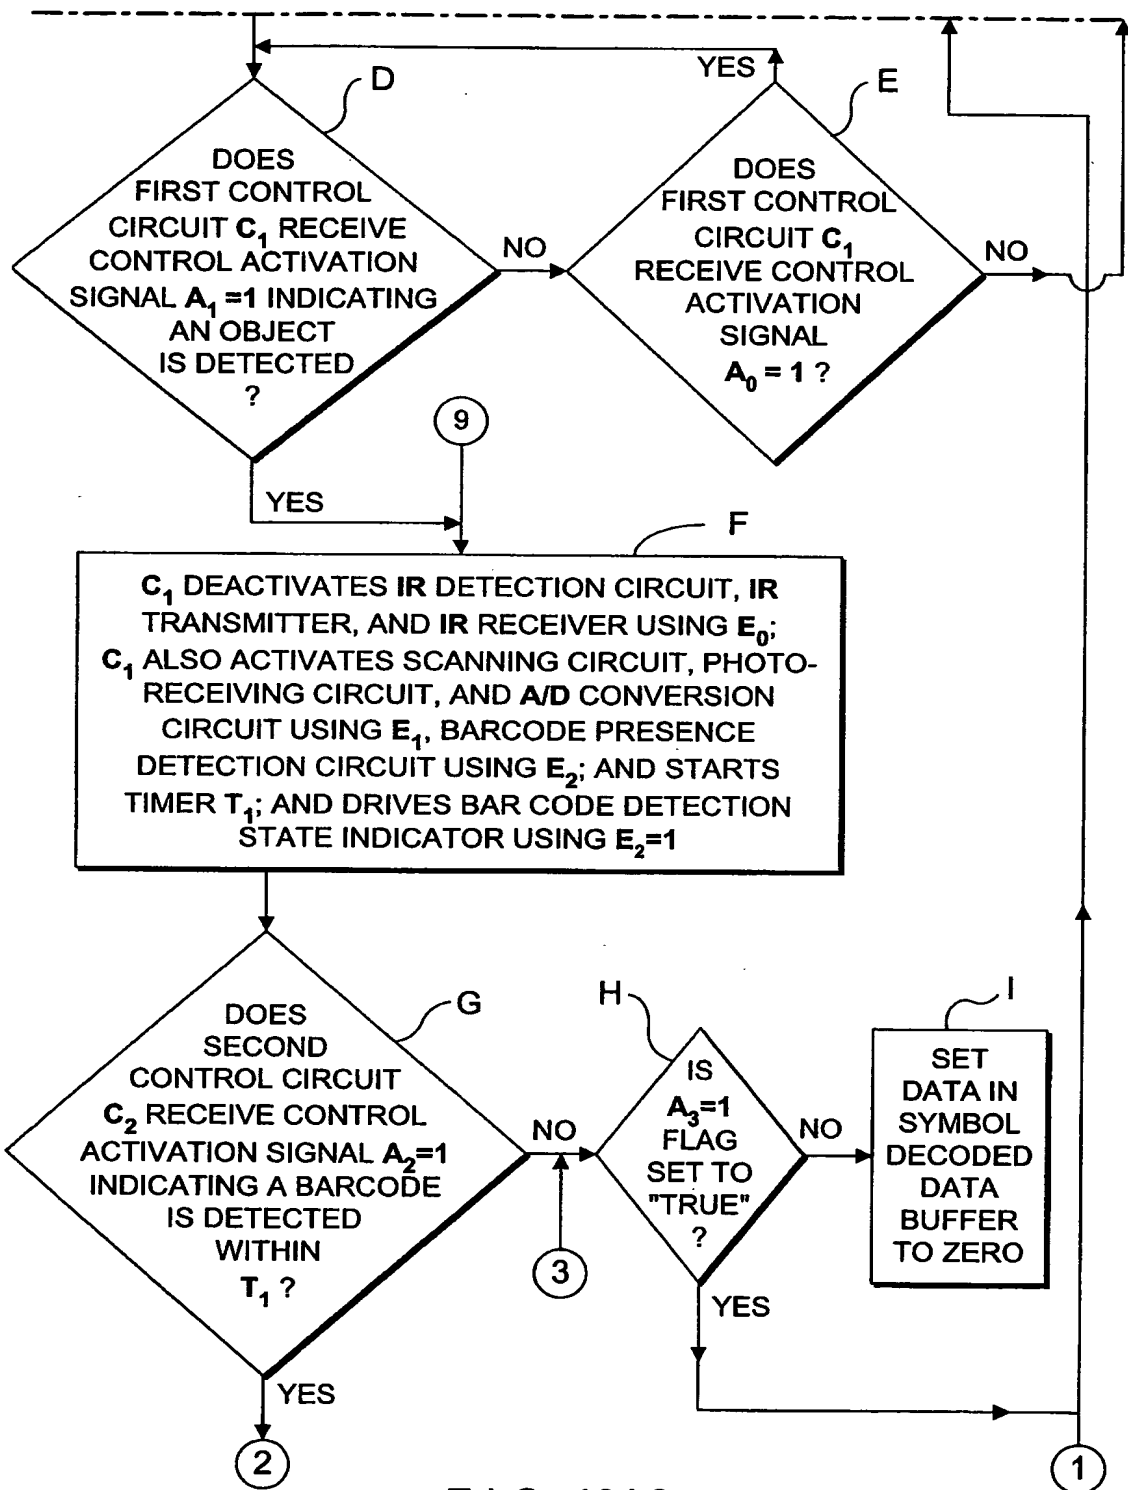 YES
D
E
DOES
FIRST CONTROL
CIRCUIT C1 RECEIVE
CONTROL ACTIVATION
SIGNAL A1 =1 INDICATING
AN OBJECT
IS DETECTED
?
NO
DOES
FIRST CONTROL
CIRCUIT C1
RECEIVE CONTROL
ACTIVATION
SIGNAL
A0 = 1 ?
NO
9
YES
F
C1 DEACTIVATES IR DETECTION CIRCUIT, IR
TRANSMITTER, AND IR RECEIVER USING E0;
C1 ALSO ACTIVATES SCANNING CIRCUIT, PHOTO-
RECEIVING CIRCUIT, AND A/D CONVERSION
CIRCUIT USING E1, BARCODE PRESENCE
DETECTION CIRCUIT USING E2; AND STARTS
TIMER T1; AND DRIVES BAR CODE DETECTION
STATE INDICATOR USING E2=1
G
DOES
SECOND
CONTROL CIRCUIT
C2 RECEIVE CONTROL
ACTIVATION SIGNAL A2=1
INDICATING A BARCODE
IS DETECTED
WITHIN
T1 ?
NO
3
H
IS
A3=1
FLAG
SET TO
"TRUE"
?
NO
I
SET
DATA IN
SYMBOL
DECODED
DATA
BUFFER
TO ZERO
YES
YES
2
1